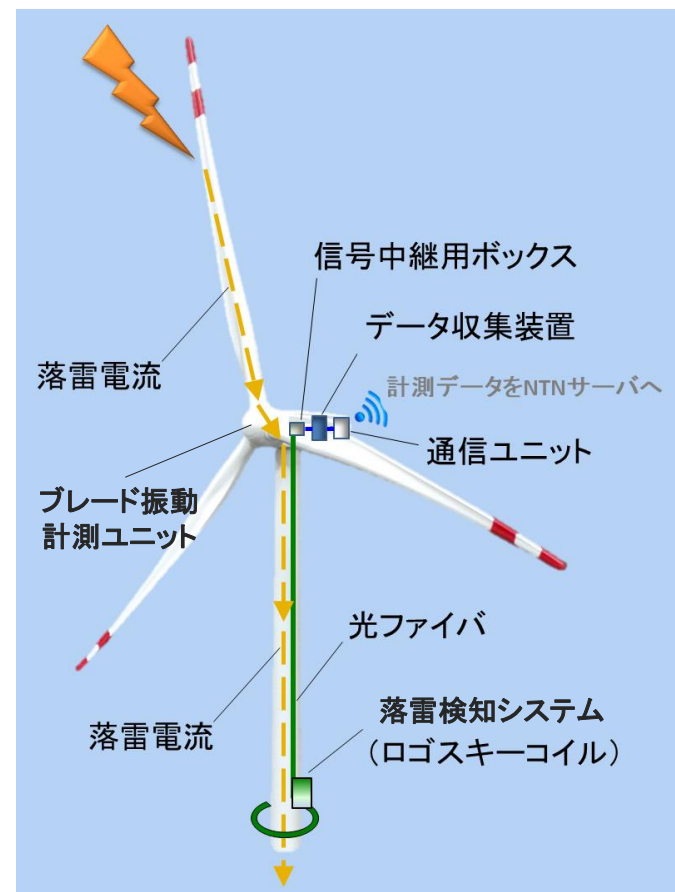 信号中継用ボックス
データ収集装置
落雷電流
計測データをNTNサーバへ
通信ユニット
ブレード振動
計測ユニット
光ファイバ
落雷検知システム
落雷電流
（ロゴスキーコイル）